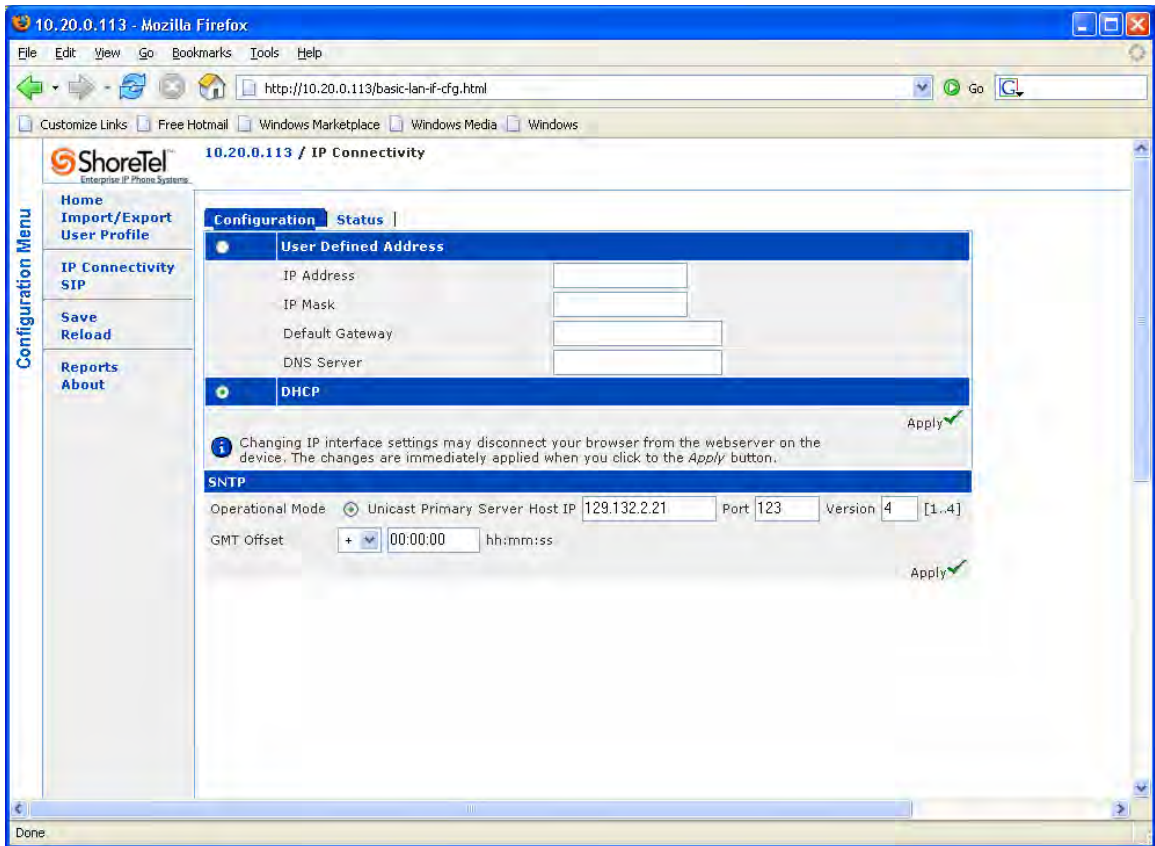 10.20.0.113 - Mozilla Firefox
File Edit View Go Bookmarks Tools Help
http://10.20.0.113/basic-lan-if-cfg.html Go G
Customize Links Free Hotmail Windows Marketplace Windows Media Windows
Configuration Menu
ShoreTel™
Enterprise IP Phone Systems
10.20.0.113 / IP Connectivity
Home
Import/Export
User Profile
IP Connectivity
SIP
Save
Reload
Reports
About
Configuration Status |
User Defined Address
IP Address
IP Mask
Default Gateway
DNS Server
DHCP
Apply
Changing IP interface settings may disconnect your browser from the webserver on the
device. The changes are immediately applied when you click to the Apply button.
SNTP
Operational Mode Unicast Primary Server Host IP 129.132.2.21 Port 123 Version 4 [1..4]
GMT Offset + 00:00:00 hh:mm:ss
Apply
Done